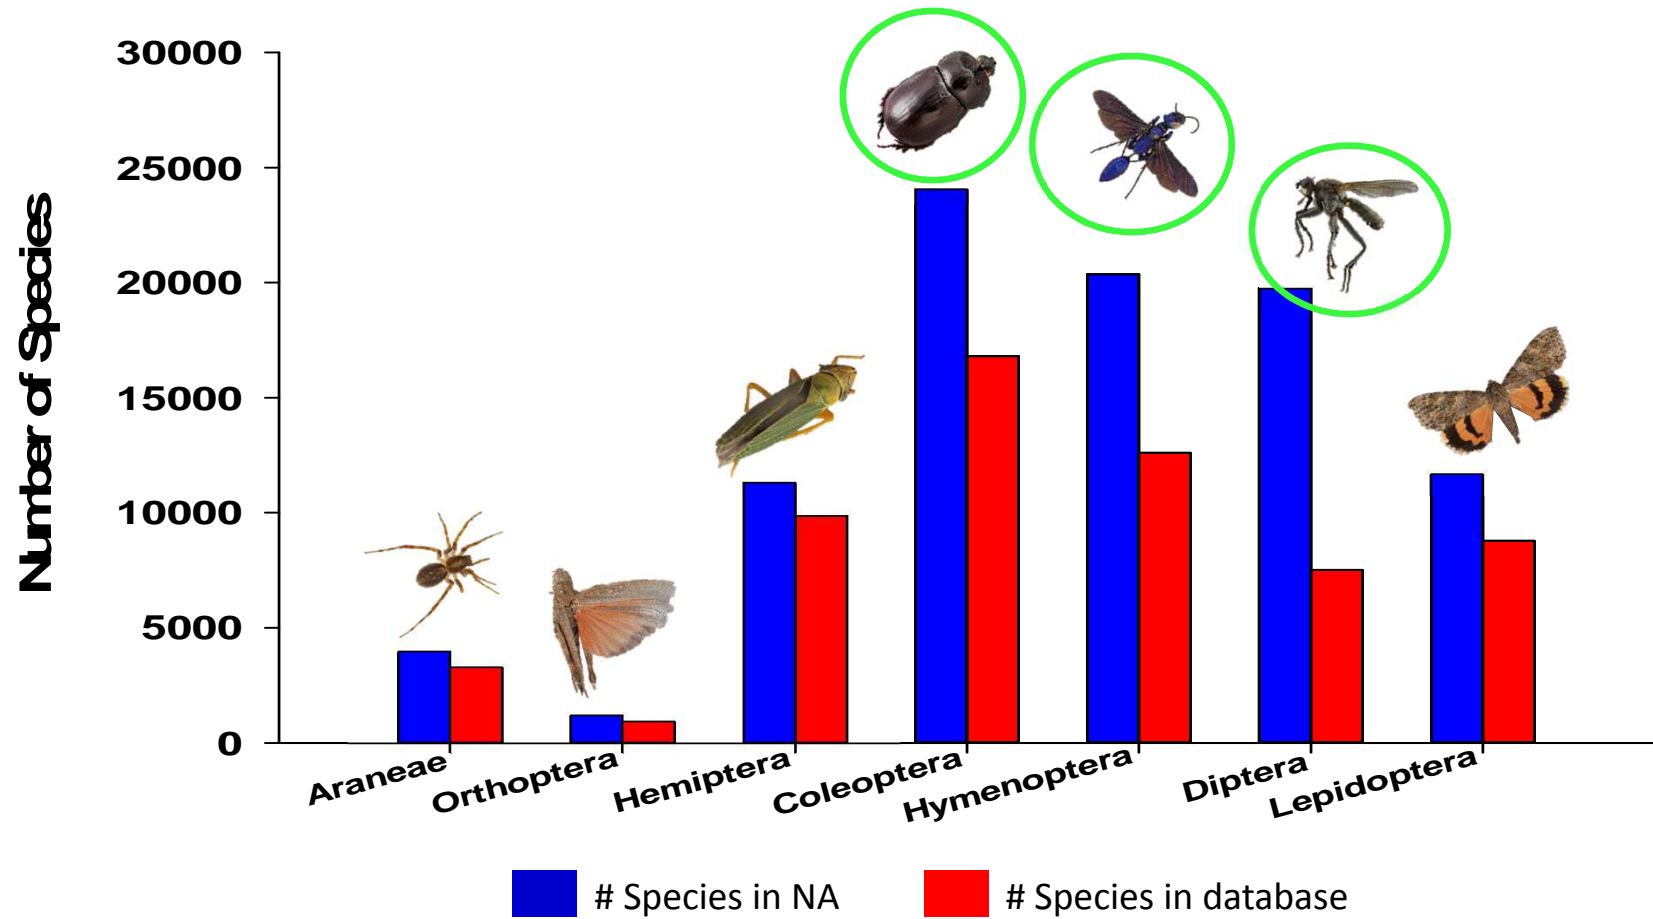 Number of Species
30000
25000
20000
15000
10000
5000
0
Araneae
Orthoptera
Hemiptera
Coleoptera
Hymenoptera
Diptera
Lepidoptera
# Species in NA
# Species in database